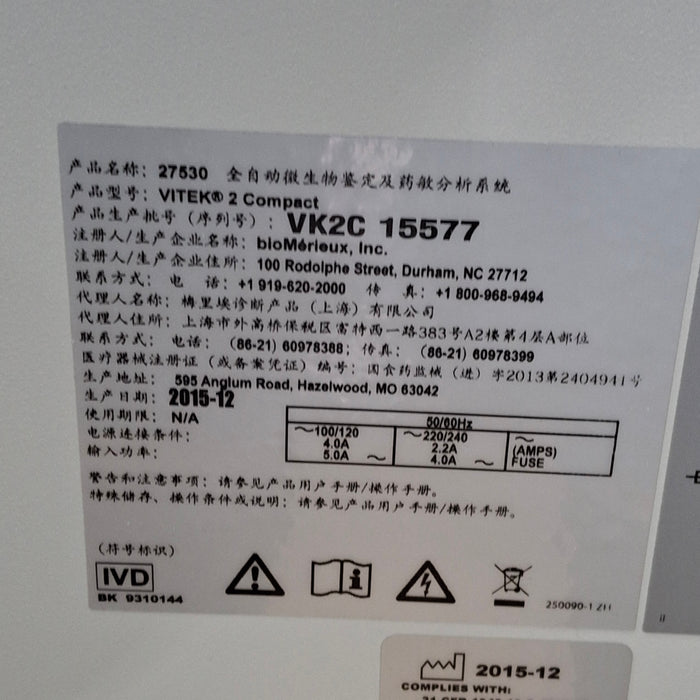 产品名称: 27530 全自动微生物鉴定及药敏分析系统
产品型号: VITEK® 2 Compact
产品生产批号 (序列号) : VK2C 15577
注册人/生产企业名称: bioMérieux, Inc.
注册人/生产企业住所: 100 Rodolphe Street, Durham, NC 27712
联系方式: 电 话: +1 919-620-2000 传 真: +1 800-968-9494
代理人名称: 梅里埃诊断产品 (上海) 有限公司
代理人住所: 上海市外高桥保税区富特西一路383号A2楼第4层A部位
联系方式: 电话: (86-21) 60978388; 传真: (86-21) 60978399
医疗器械注册证 (或备案凭证) 编号: 国食药监械 (进) 字2013第2404941号
生产地址: 595 Anglum Road, Hazelwood, MO 63042
生产日期: 2015-12
使用期限: N/A
电源连接条件:
输入功率:
50/60Hz
~100/120 ~220/240
4.0A 2.2A (AMPS)
5.0A ~ 4.0A ~ FUSE
警告和注意事项: 请参见产品用户手册/操作手册。
特殊储存、操作条件或说明: 请参见产品用户手册/操作手册。
(符号标识)
IVD
BK 9310144
250090-1 ZH
2015-12
COMPLIES WITH: